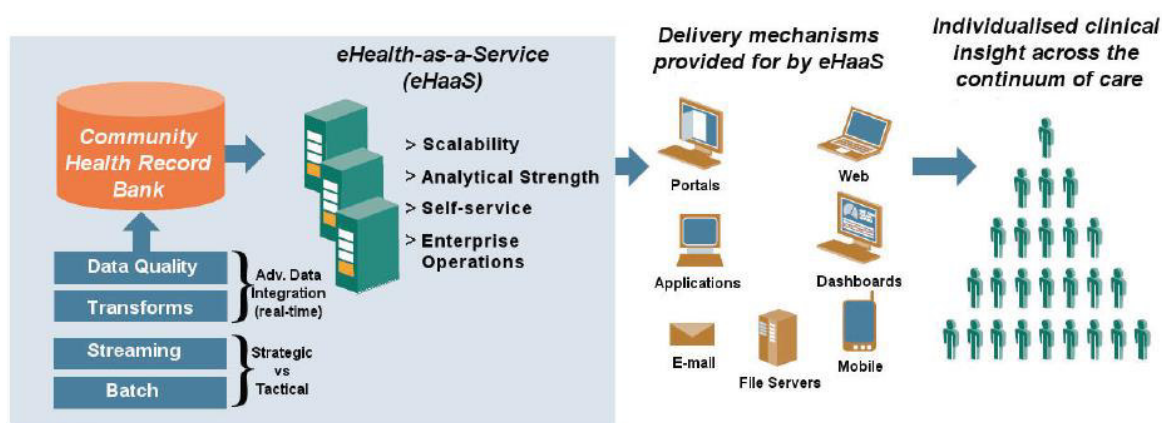 eHealth-as-a-Service
(eHaaS)
Community
Health Record
Bank
> Scalability
> Analytical Strength
> Self-service
> Enterprise
Operations
Data Quality
Transforms
Adv. Data
Integration
(real-time)
Streaming
Batch
Strategic
vs
Tactical
Delivery mechanisms
provided for by eHaaS
Portals
Web
Applications
Dashboards
E-mail
File Servers
Mobile
Individualised clinical
insight across the
continuum of care